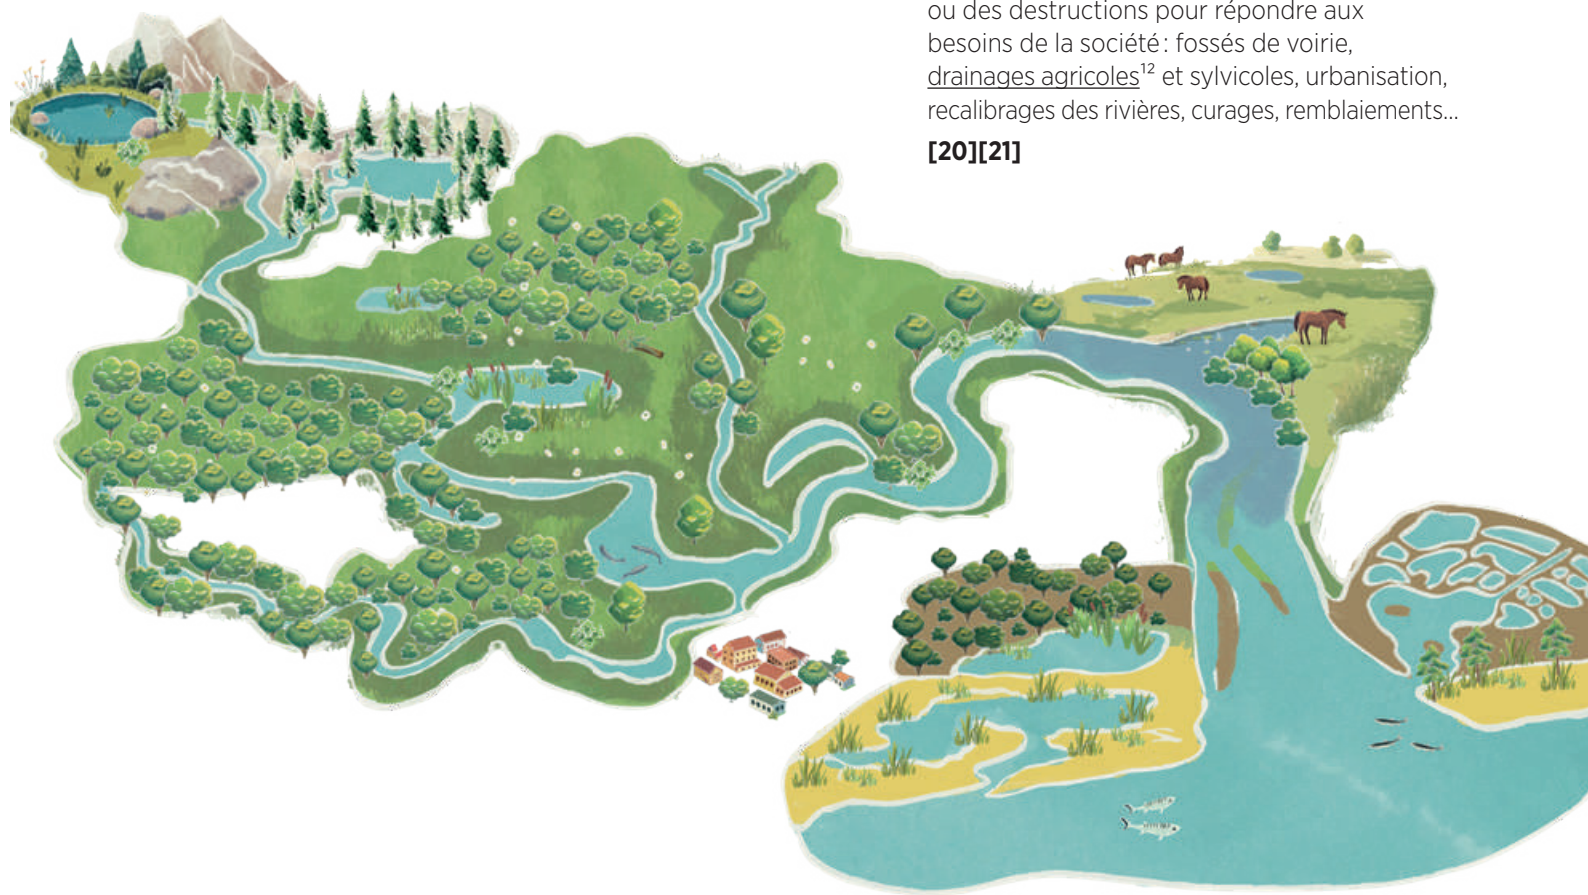 ou des destructions pour répondre aux
besoins de la société : fossés de voirie,
drainages agricoles¹² et sylvicoles, urbanisation,
recalibrages des rivières, curages, remblaiements...
[20][21]